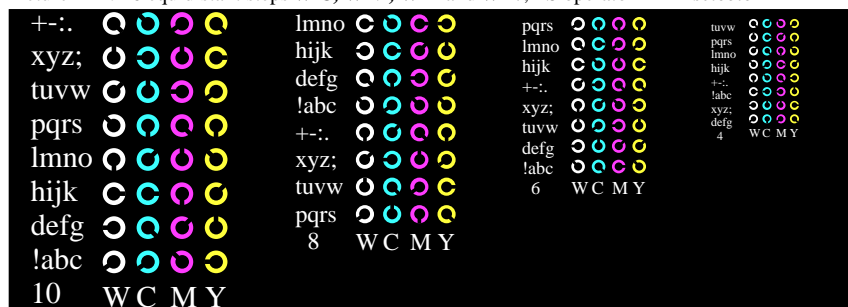 +-:.
xyz;
tuvw
pqrs
lmno
hijk
defg
!abc
10 W C M Y
lmno
hijk
defg
!abc
+-:.
xyz;
tuvw
pqrs
8 W C M Y
pqrs
lmno
hijk
+-:.
xyz;
tuvw
defg
!abc
6 W C M Y
tuvw
pqrs
lmno
hijk
+-:.
!abc
xyz;
defg
4 W C M Y